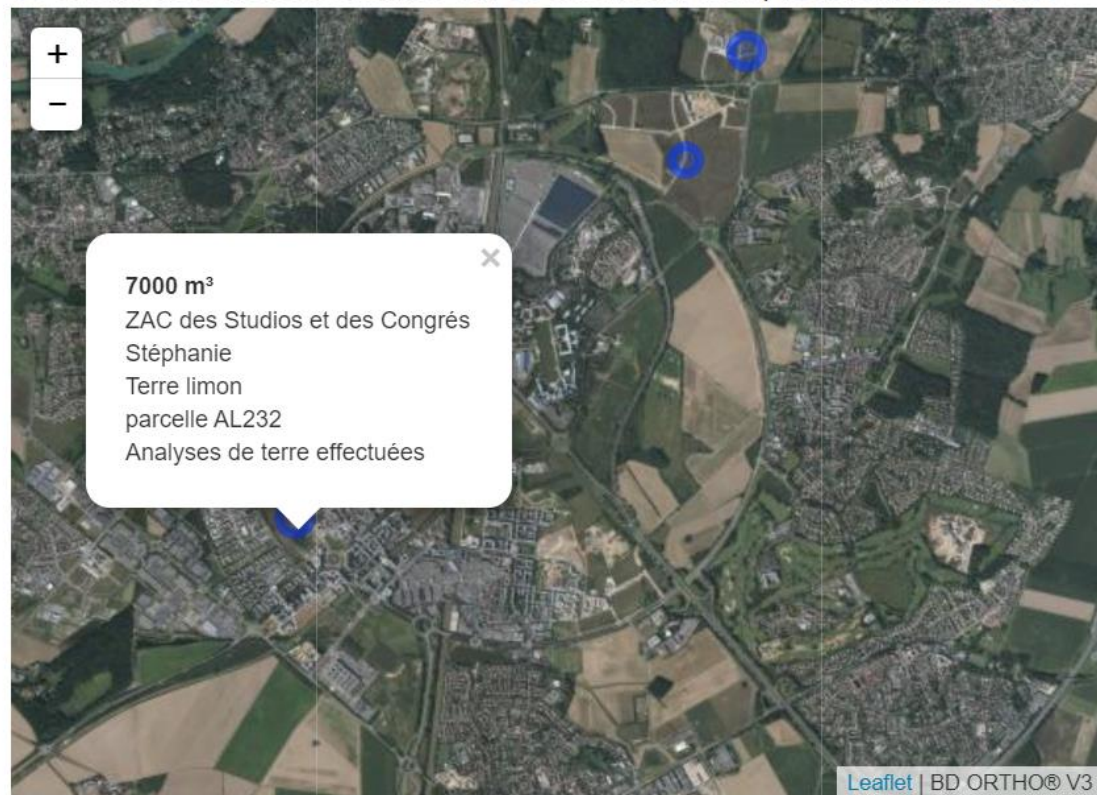 +
−
×
7000 m³
ZAC des Studios et des Congrés
Stéphanie
Terre limon
parcelle AL232
Analyses de terre effectuées
Leaflet | BD ORTHO® V3